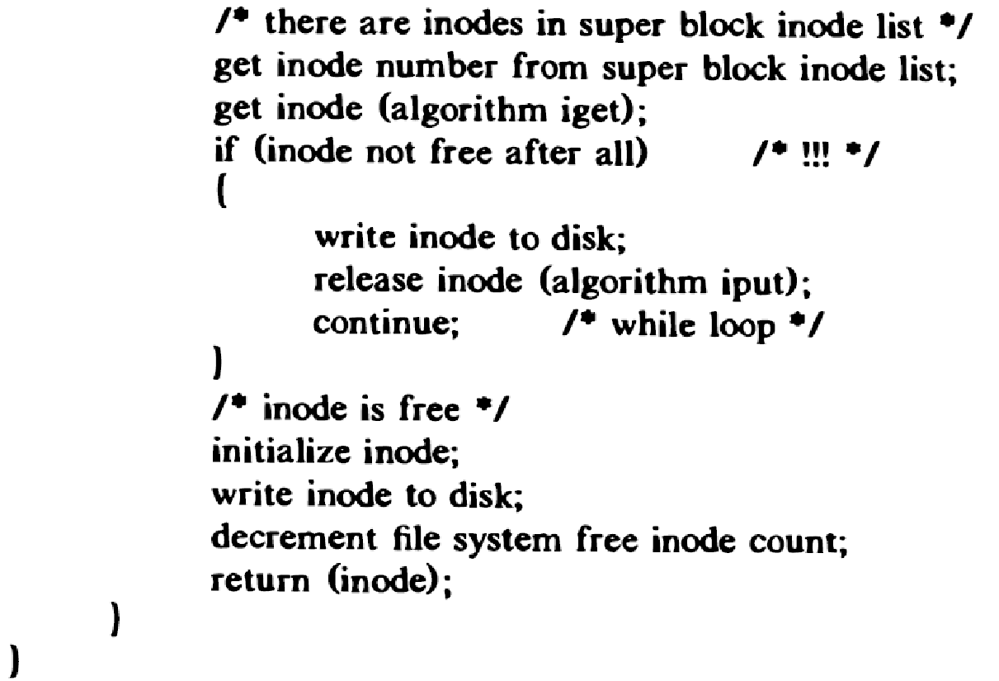 /* there are inodes in super block inode list */
get inode number from super block inode list;
get inode (algorithm iget);
if (inode not free after all) /* !!! */
{
write inode to disk;
release inode (algorithm iput);
continue; /* while loop */
}
/* inode is free */
initialize inode;
write inode to disk;
decrement file system free inode count;
return (inode);
}
}